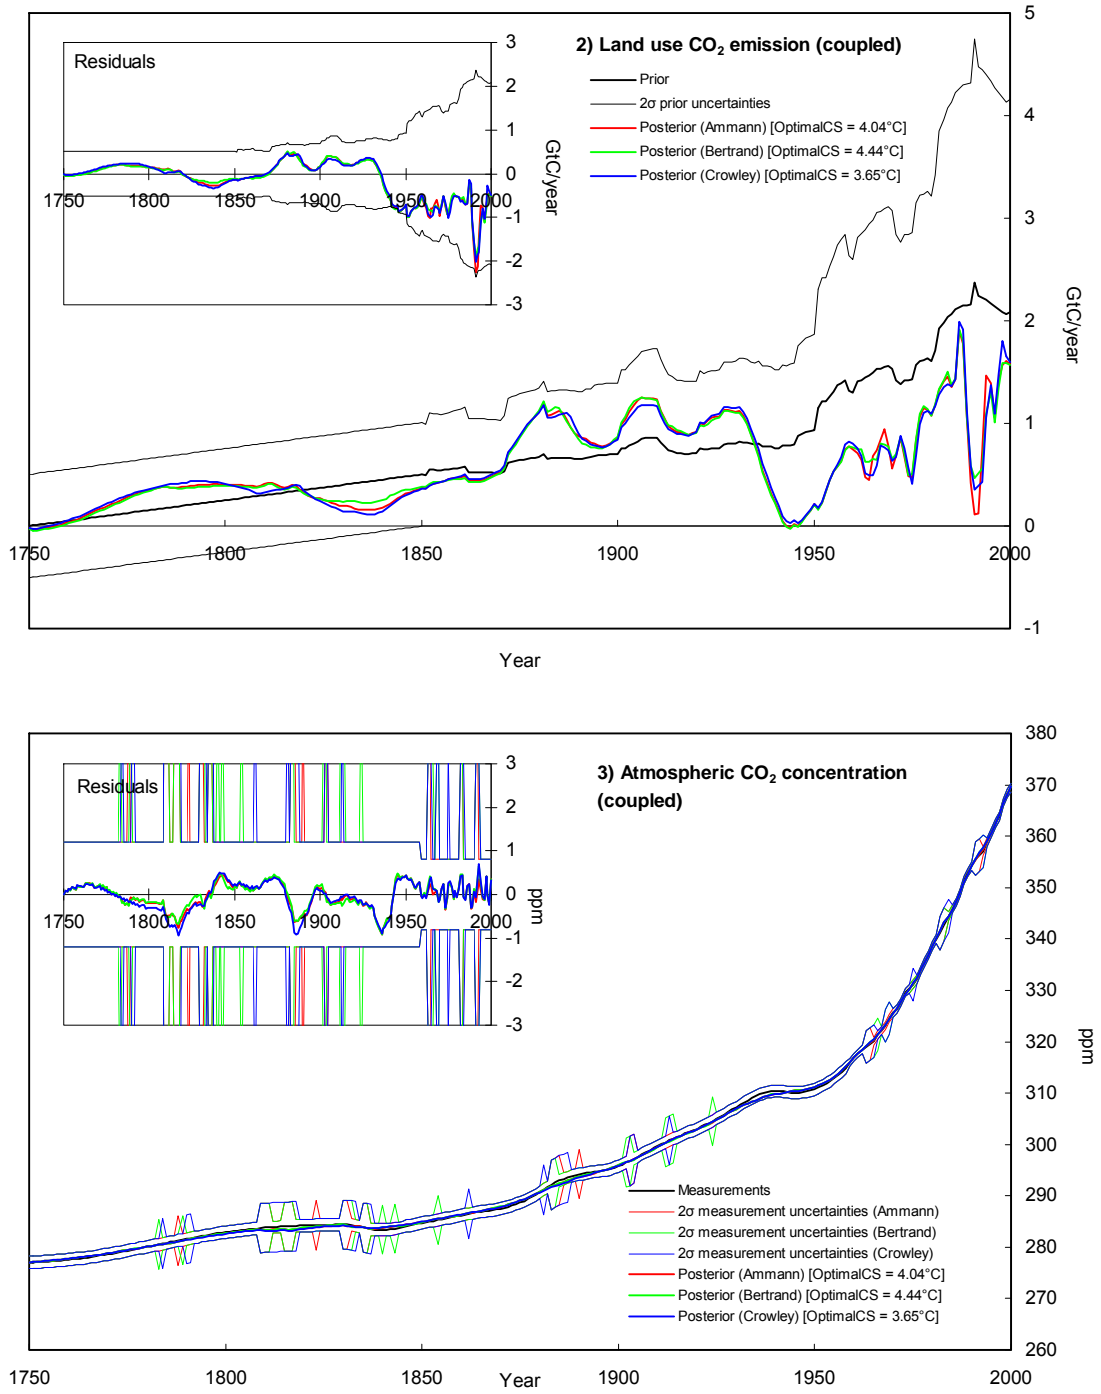 2) Land use CO2 emission (coupled)
Prior
2σ prior uncertainties
Posterior (Ammann) [OptimalCS = 4.04°C]
Posterior (Bertrand) [OptimalCS = 4.44°C]
Posterior (Crowley) [OptimalCS = 3.65°C]
Residuals
3
2
1
0
-1
-2
-3
GtC/year
1750
1800
1850
1900
1950
2000
5
4
3
2
1
0
-1
GtC/year
1750
1800
1850
1900
1950
2000
Year
3) Atmospheric CO2 concentration
(coupled)
Residuals
3
2
1
0
-1
-2
-3
ppm
1750
1800
1850
1900
1950
2000
380
370
360
350
340
330
320
310
300
290
280
270
260
ppm
Measurements
2σ measurement uncertainties (Ammann)
2σ measurement uncertainties (Bertrand)
2σ measurement uncertainties (Crowley)
Posterior (Ammann) [OptimalCS = 4.04°C]
Posterior (Bertrand) [OptimalCS = 4.44°C]
Posterior (Crowley) [OptimalCS = 3.65°C]
1750
1800
1850
1900
1950
2000
Year